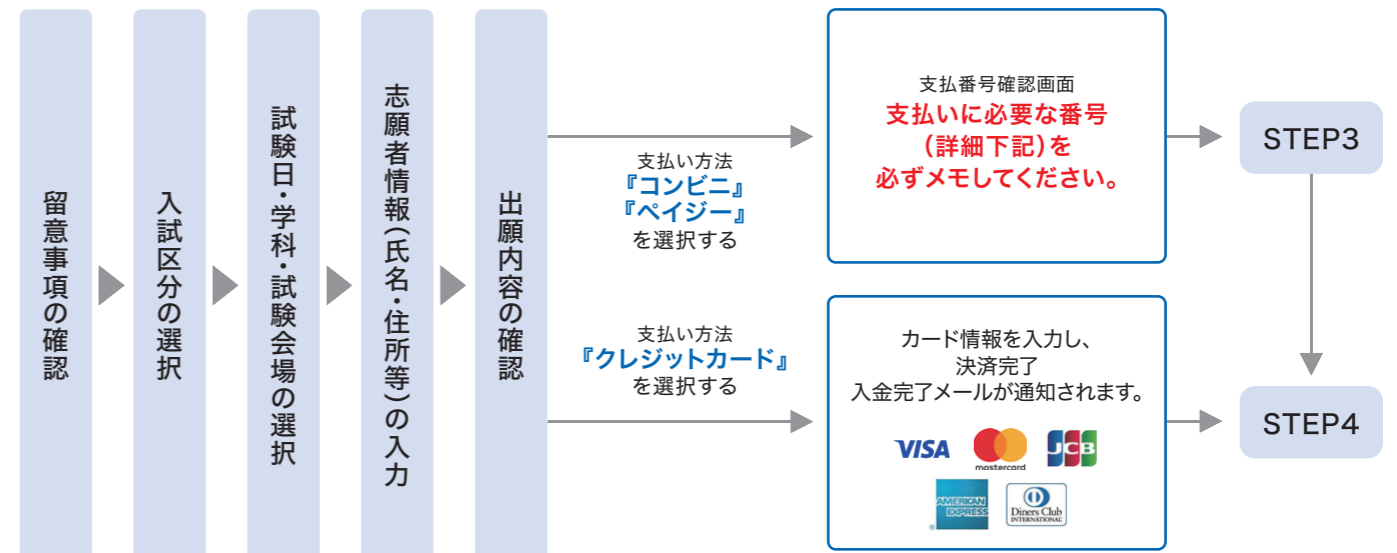 留意事項の確認
入試区分の選択
試験日・学科・試験会場の選択
志願者情報(氏名・住所等)の入力
出願内容の確認
支払い方法
『コンビニ』
『ペイジー』
を選択する
支払番号確認画面
支払いに必要な番号
(詳細下記)を
必ずメモしてください。
STEP3
支払い方法
『クレジットカード』
を選択する
カード情報を入力し、
決済完了
入金完了メールが通知されます。
VISA
mastercard
JCB
AMERICAN
EXPRESS
Diners Club
INTERNATIONAL
STEP4